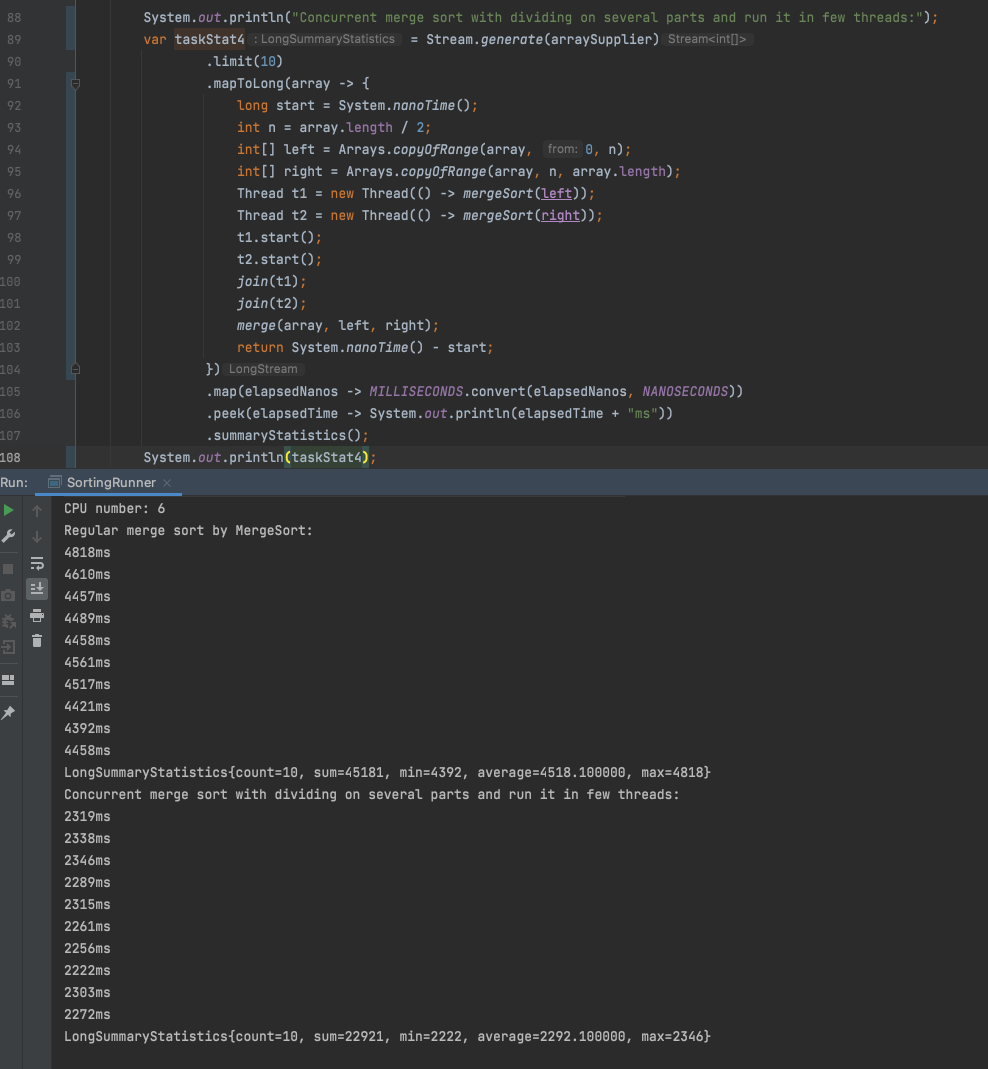 88 System.out.println("Concurrent merge sort with dividing on several parts and run it in few threads:");
89 var taskStat4 : LongSummaryStatistics = Stream.generate(arraySupplier) Stream<int[]>
90 .limit(10)
91 .mapToLong(array -> {
92 long start = System.nanoTime();
93 int n = array.length / 2;
94 int[] left = Arrays.copyOfRange(array, from: 0, n);
95 int[] right = Arrays.copyOfRange(array, n, array.length);
96 Thread t1 = new Thread(() -> mergeSort(left));
97 Thread t2 = new Thread(() -> mergeSort(right));
98 t1.start();
99 t2.start();
100 join(t1);
101 join(t2);
102 merge(array, left, right);
103 return System.nanoTime() - start;
104 }) LongStream
105 .map(elapsedNanos -> MILLISECONDS.convert(elapsedNanos, NANOSECONDS))
106 .peek(elapsedTime -> System.out.println(elapsedTime + "ms"))
107 .summaryStatistics();
108 System.out.println(taskStat4);
Run: SortingRunner ×
CPU number: 6
Regular merge sort by MergeSort:
4818ms
4610ms
4457ms
4489ms
4458ms
4561ms
4517ms
4421ms
4392ms
4458ms
LongSummaryStatistics{count=10, sum=45181, min=4392, average=4518.100000, max=4818}
Concurrent merge sort with dividing on several parts and run it in few threads:
2319ms
2338ms
2346ms
2289ms
2315ms
2261ms
2256ms
2222ms
2303ms
2272ms
LongSummaryStatistics{count=10, sum=22921, min=2222, average=2292.100000, max=2346}